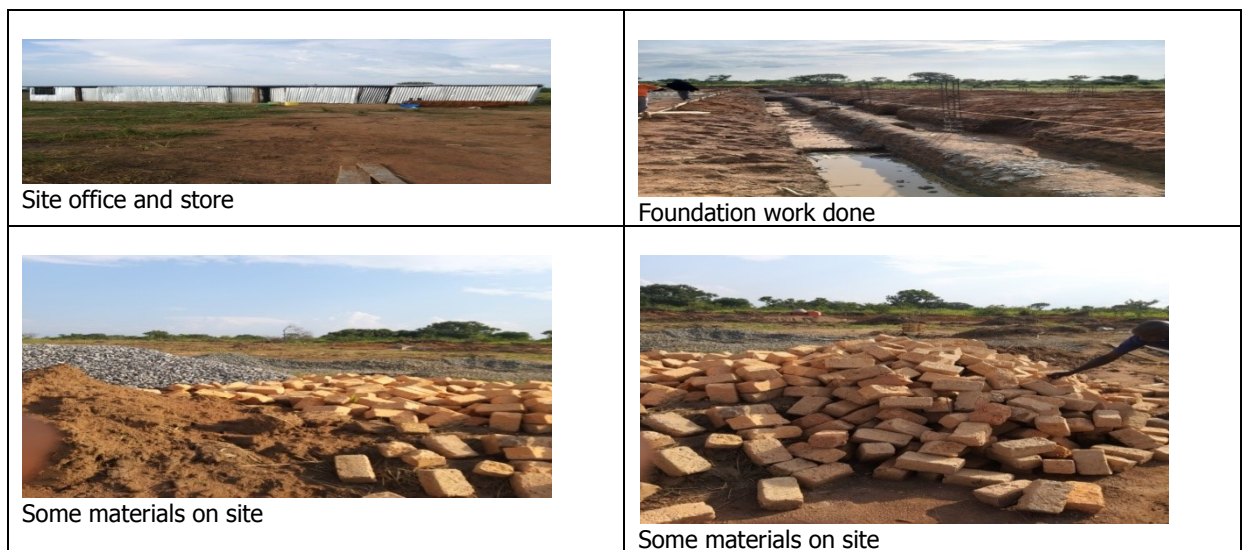 Site office and store
Foundation work done
Some materials on site
Some materials on site